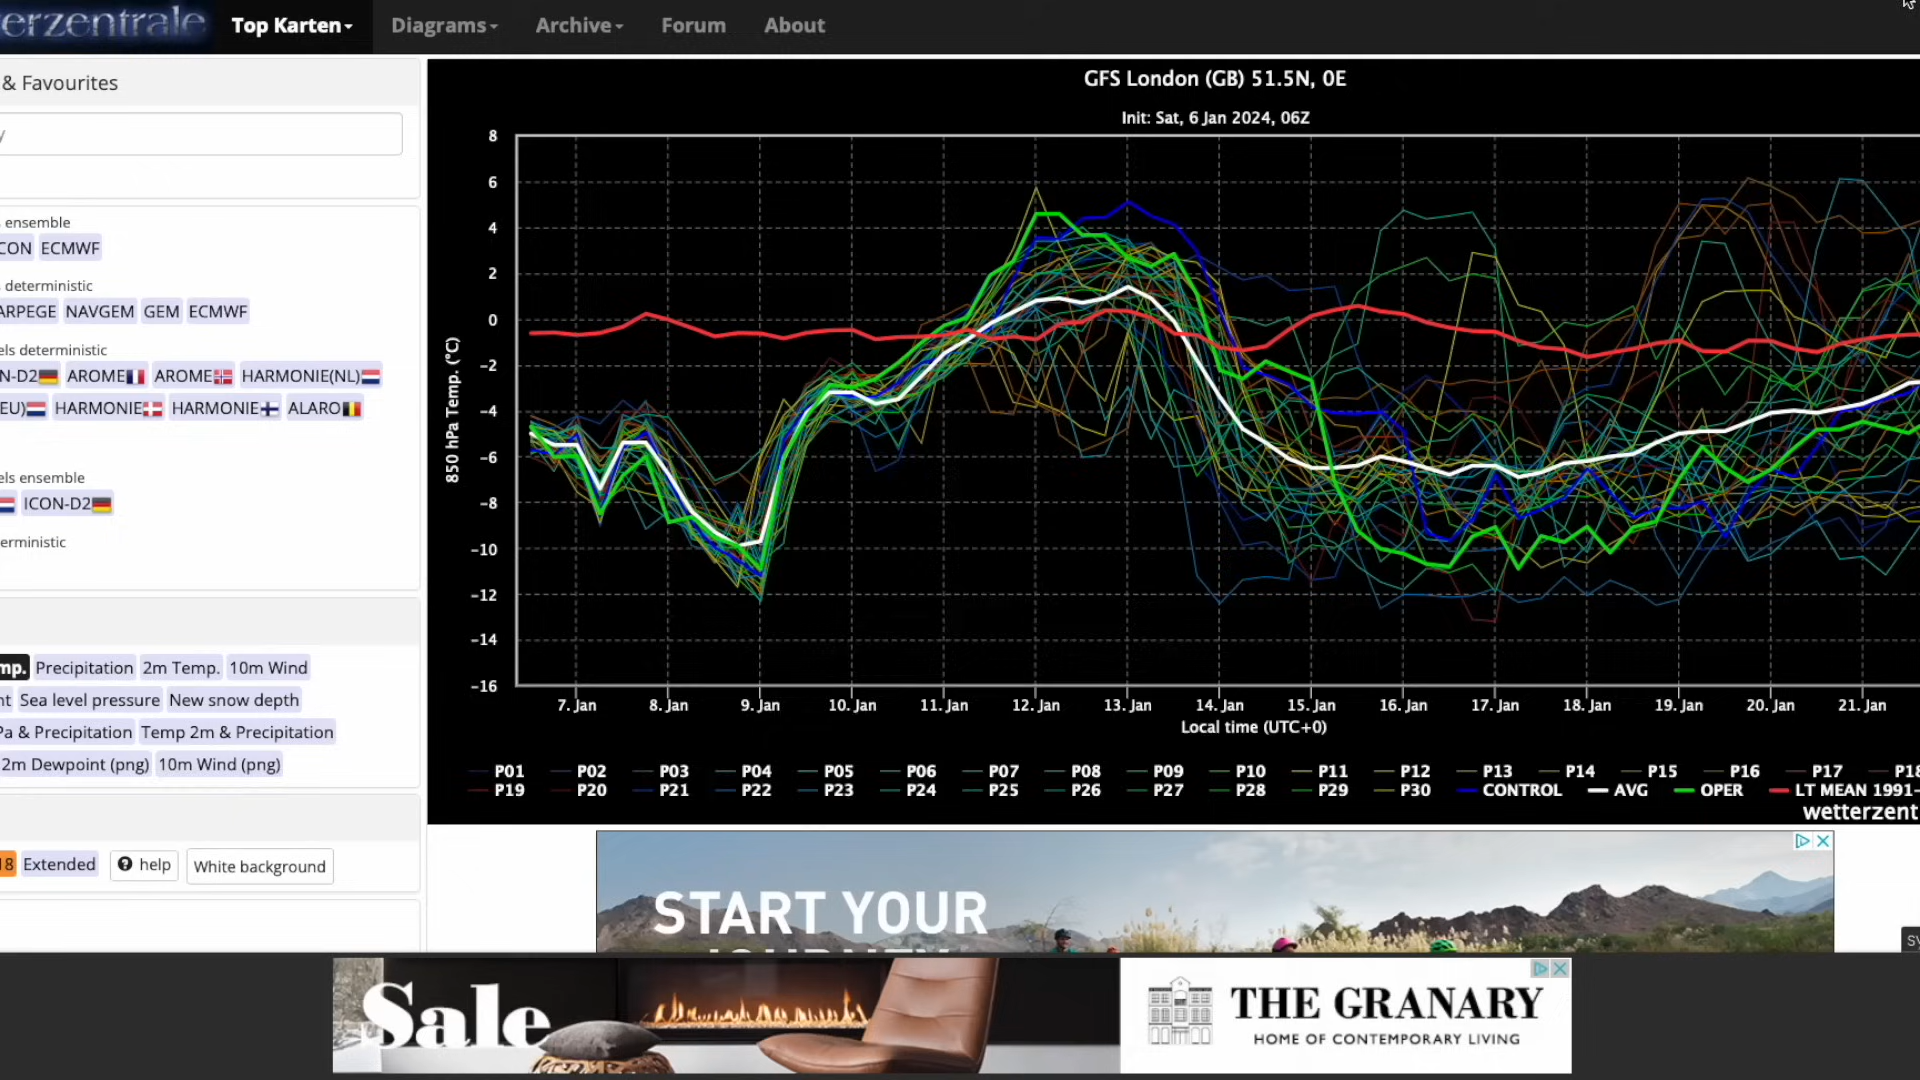 erzentrale
Top Karten
Diagrams
Archive
Forum
About
& Favourites
y
ensemble
CON ECMWF
deterministic
ARPEGE NAVGEM GEM ECMWF
els deterministic
N-D2 AROME AROME HARMONIE(NL)
EU) HARMONIE HARMONIE ALARO
els ensemble
ICON-D2
erministic
mp. Precipitation 2m Temp. 10m Wind
nt Sea level pressure New snow depth
Pa & Precipitation Temp 2m & Precipitation
2m Dewpoint (png) 10m Wind (png)
18 Extended help White background
GFS London (GB) 51.5N, 0E
Init: Sat, 6 Jan 2024, 06Z
850 hPa Temp. (°C)
8
6
4
2
0
-2
-4
-6
-8
-10
-12
-14
-16
7. Jan 8. Jan 9. Jan 10. Jan 11. Jan 12. Jan 13. Jan 14. Jan 15. Jan 16. Jan 17. Jan 18. Jan 19. Jan 20. Jan 21. Jan
Local time (UTC+0)
P01 P02 P03 P04 P05 P06 P07 P08 P09 P10 P11 P12 P13 P14 P15 P16 P17 P18
P19 P20 P21 P22 P23 P24 P25 P26 P27 P28 P29 P30 CONTROL AVG OPER LT MEAN 1991-
wetterzent
START YOUR
JOURNEY
Sale
THE GRANARY
HOME OF CONTEMPORARY LIVING